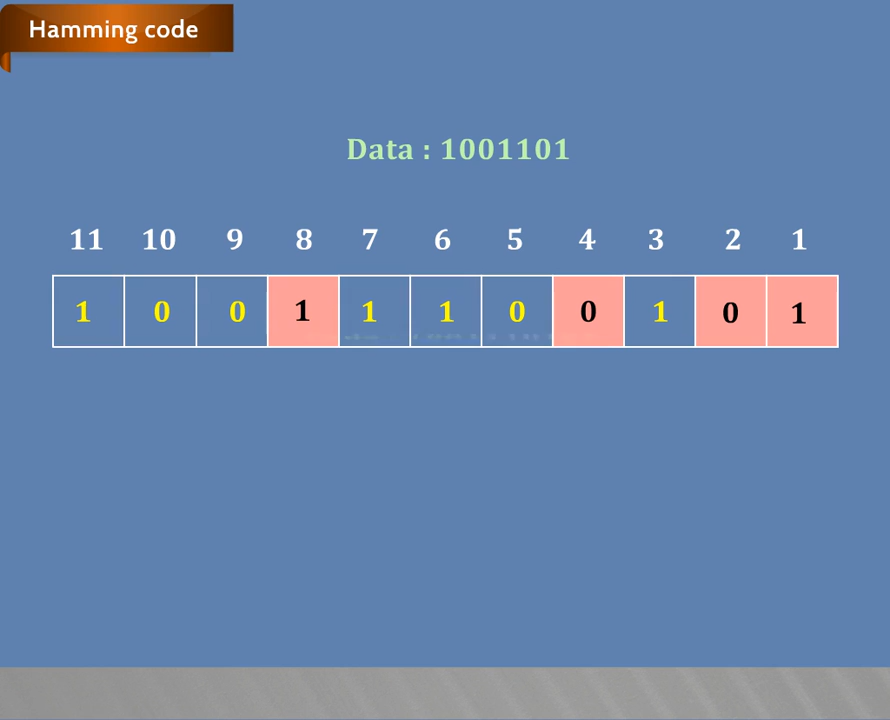 Hamming code
Data : 1001101
11 10 9 8 7 6 5 4 3 2 1
1 0 0 1 1 1 0 0 1 0 1